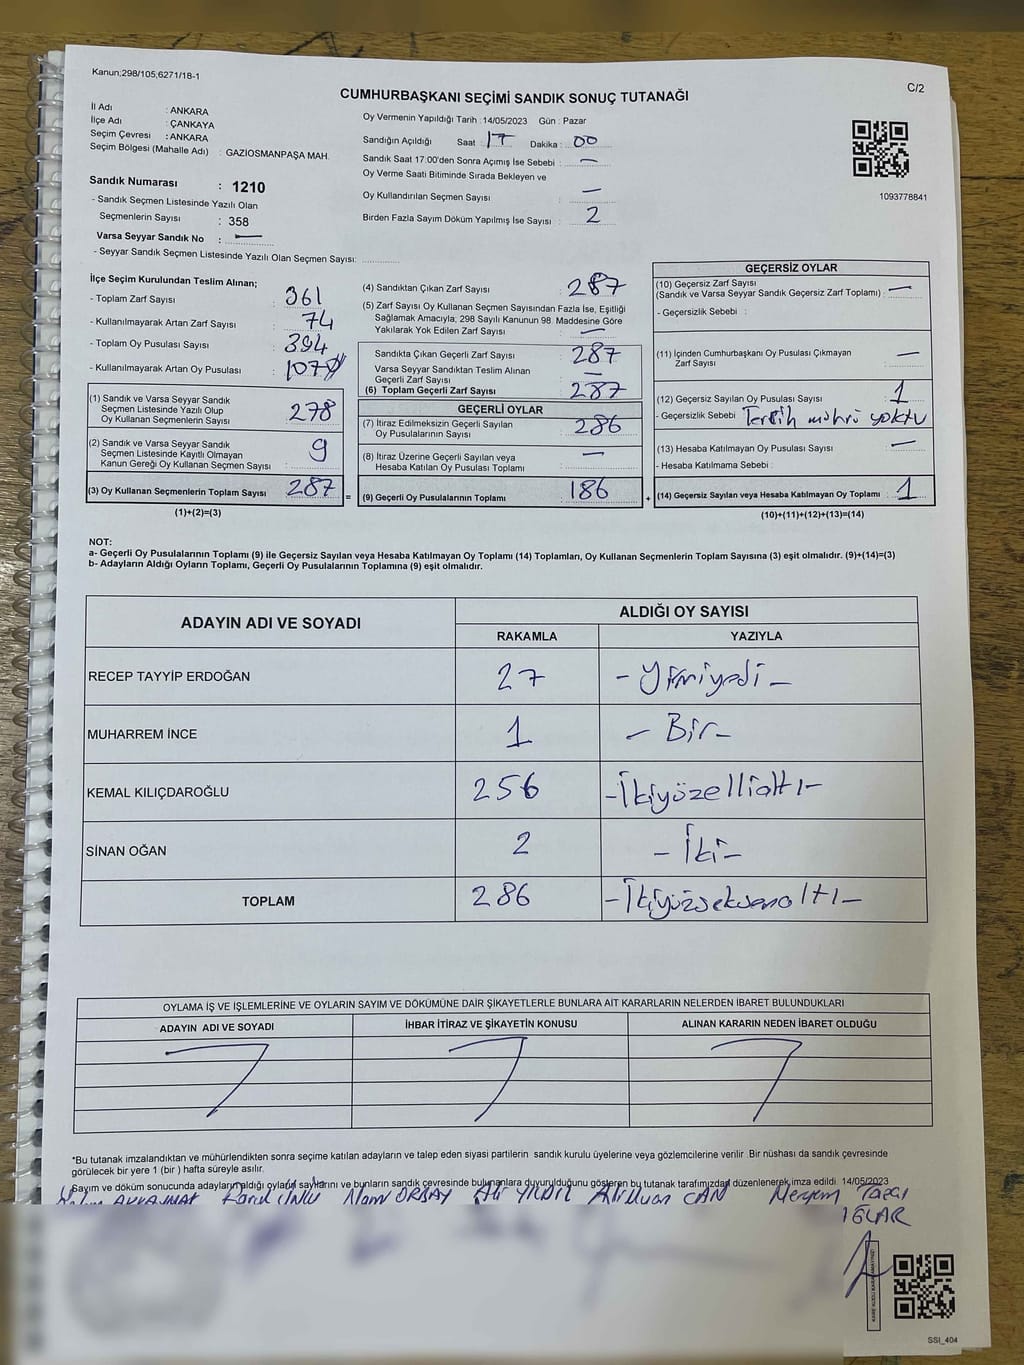 Kanun;298/105;6271/18-1
C/2
CUMHURBAŞKANI SEÇİMİ SANDIK SONUÇ TUTANAĞI
İl Adı : ANKARA
İlçe Adı : ÇANKAYA
Seçim Çevresi : ANKARA
Seçim Bölgesi (Mahalle Adı) : GAZİOSMANPAŞA MAH.
Sandık Numarası : 1210
- Sandık Seçmen Listesinde Yazılı Olan
Seçmenlerin Sayısı : 358
Varsa Seyyar Sandık No : —
- Seyyar Sandık Seçmen Listesinde Yazılı Olan Seçmen Sayısı:
Oy Vermenin Yapıldığı Tarih : 14/05/2023 Gün : Pazar
Sandığın Açıldığı Saat : 17 Dakika : 00
Sandık Saat 17:00'den Sonra Açımış İse Sebebi : —
Oy Verme Saati Bitiminde Sırada Bekleyen ve
Oy Kullandırılan Seçmen Sayısı : —
Birden Fazla Sayım Döküm Yapılmış İse Sayısı : 2
1093778841
İlçe Seçim Kurulundan Teslim Alınan;
- Toplam Zarf Sayısı : 361
- Kullanılmayarak Artan Zarf Sayısı : 74
- Toplam Oy Pusulası Sayısı : 394
- Kullanılmayarak Artan Oy Pusulası : 107
(1) Sandık ve Varsa Seyyar Sandık
Seçmen Listesinde Yazılı Olup
Oy Kullanan Seçmenlerin Sayısı : 278
(2) Sandık ve Varsa Seyyar Sandık
Seçmen Listesinde Kayıtlı Olmayan
Kanun Gereği Oy Kullanan Seçmen Sayısı : 9
(3) Oy Kullanan Seçmenlerin Toplam Sayısı : 287 =
(1)+(2)=(3)
(4) Sandıktan Çıkan Zarf Sayısı : 287
(5) Zarf Sayısı Oy Kullanan Seçmen Sayısından Fazla İse, Eşitliği
Sağlamak Amacıyla; 298 Sayılı Kanunun 98. Maddesine Göre
Yakılarak Yok Edilen Zarf Sayısı : —
Sandıkta Çıkan Geçerli Zarf Sayısı : 287
Varsa Seyyar Sandıktan Teslim Alınan
Geçerli Zarf Sayısı : —
(6) Toplam Geçerli Zarf Sayısı : 287
GEÇERLİ OYLAR
(7) İtiraz Edilmeksizin Geçerli Sayılan
Oy Pusulalarının Sayısı : 286
(8) İtiraz Üzerine Geçerli Sayılan veya
Hesaba Katılan Oy Pusulası Toplamı : —
(9) Geçerli Oy Pusulalarının Toplamı : 186 +
GEÇERSİZ OYLAR
(10) Geçersiz Zarf Sayısı
(Sandık ve Varsa Seyyar Sandık Geçersiz Zarf Toplamı) : —
- Geçersizlik Sebebi :
(11) İçinden Cumhurbaşkanı Oy Pusulası Çıkmayan
Zarf Sayısı : —
(12) Geçersiz Sayılan Oy Pusulası Sayısı : 1
- Geçersizlik Sebebi : Tercih mührü yoktu
(13) Hesaba Katılmayan Oy Pusulası Sayısı : —
- Hesaba Katılmama Sebebi :
(14) Geçersiz Sayılan veya Hesaba Katılmayan Oy Toplamı : 1
(10)+(11)+(12)+(13)=(14)
NOT:
a- Geçerli Oy Pusulalarının Toplamı (9) ile Geçersiz Sayılan veya Hesaba Katılmayan Oy Toplamı (14) Toplamları, Oy Kullanan Seçmenlerin Toplam Sayısına (3) eşit olmalıdır. (9)+(14)=(3)
b- Adayların Aldığı Oyların Toplamı, Geçerli Oy Pusulalarının Toplamına (9) eşit olmalıdır.
ADAYIN ADI VE SOYADI
ALDIĞI OY SAYISI
RAKAMLA YAZIYLA
RECEP TAYYİP ERDOĞAN 27 - Yirmiyedi -
MUHARREM İNCE 1 - Bir -
KEMAL KILIÇDAROĞLU 256 - İkiyüzellialtı -
SİNAN OĞAN 2 - İki -
TOPLAM 286 - İkiyüzseksenaltı -
OYLAMA İŞ VE İŞLEMLERİNE VE OYLARIN SAYIM VE DÖKÜMÜNE DAİR ŞİKAYETLERLE BUNLARA AİT KARARLARIN NELERDEN İBARET BULUNDUKLARI
ADAYIN ADI VE SOYADI İHBAR İTİRAZ VE ŞİKAYETİN KONUSU ALINAN KARARIN NEDEN İBARET OLDUĞU
*Bu tutanak imzalandıktan ve mühürlendikten sonra seçime katılan adayların ve talep eden siyasi partilerin sandık kurulu üyelerine veya gözlemcilerine verilir. Bir nüshası da sandık çevresinde
görülecek bir yere 1 (bir ) hafta süreyle asılır.
Sayım ve döküm sonucunda adayların aldığı oyların sayılarını ve bunların sandık çevresinde bulunanlara duyurulduğunu gösteren bu tutanak tarafımızdan düzenlenerek imza edildi. 14/05/2023
ORBAY Ali YILDIZ CAN Meryem
KARE KODU KARALAMAYINIZ!
SSI_404